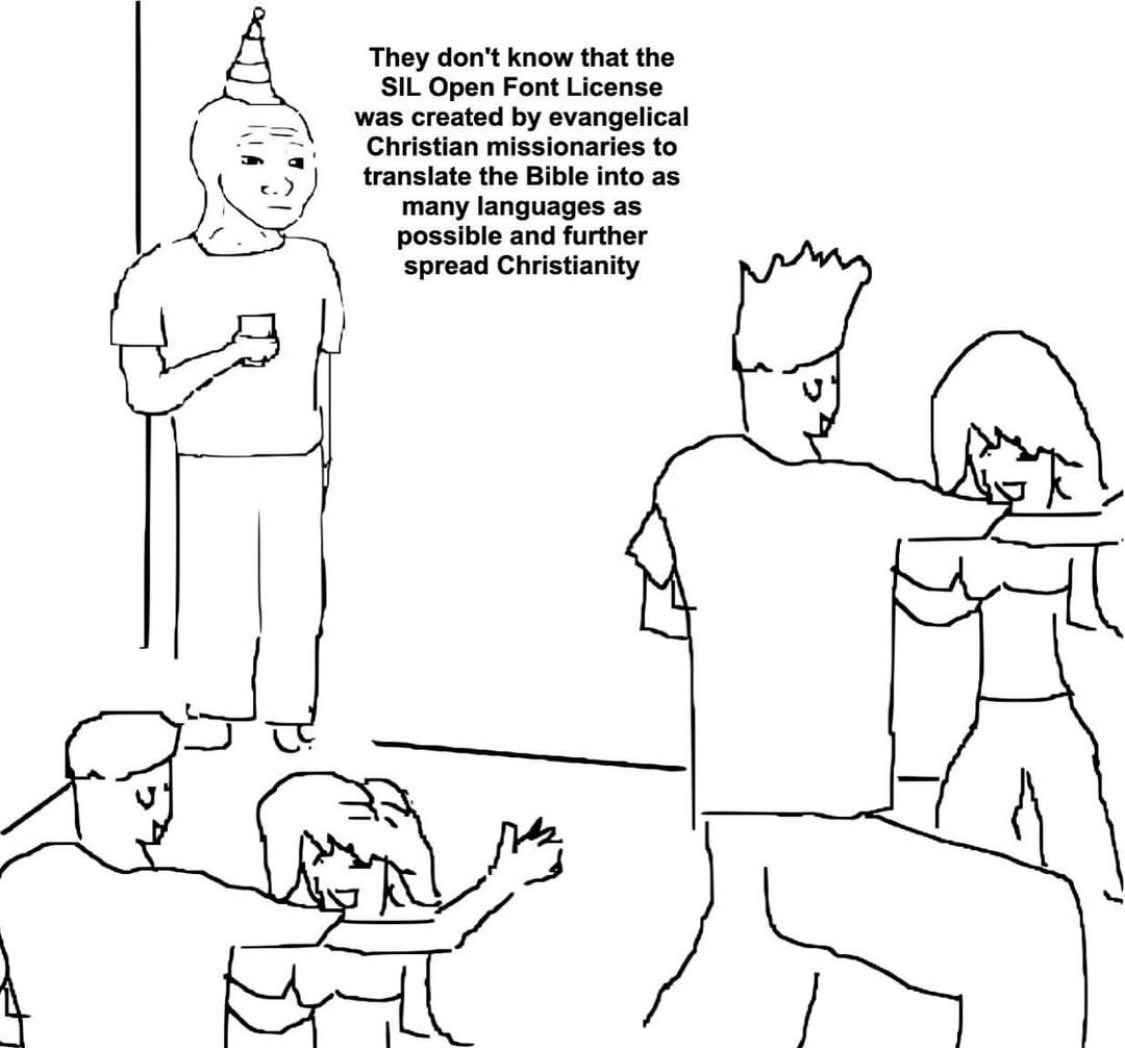 They don't know that the
SIL Open Font License
was created by evangelical
Christian missionaries to
translate the Bible into as
many languages as
possible and further
spread Christianity